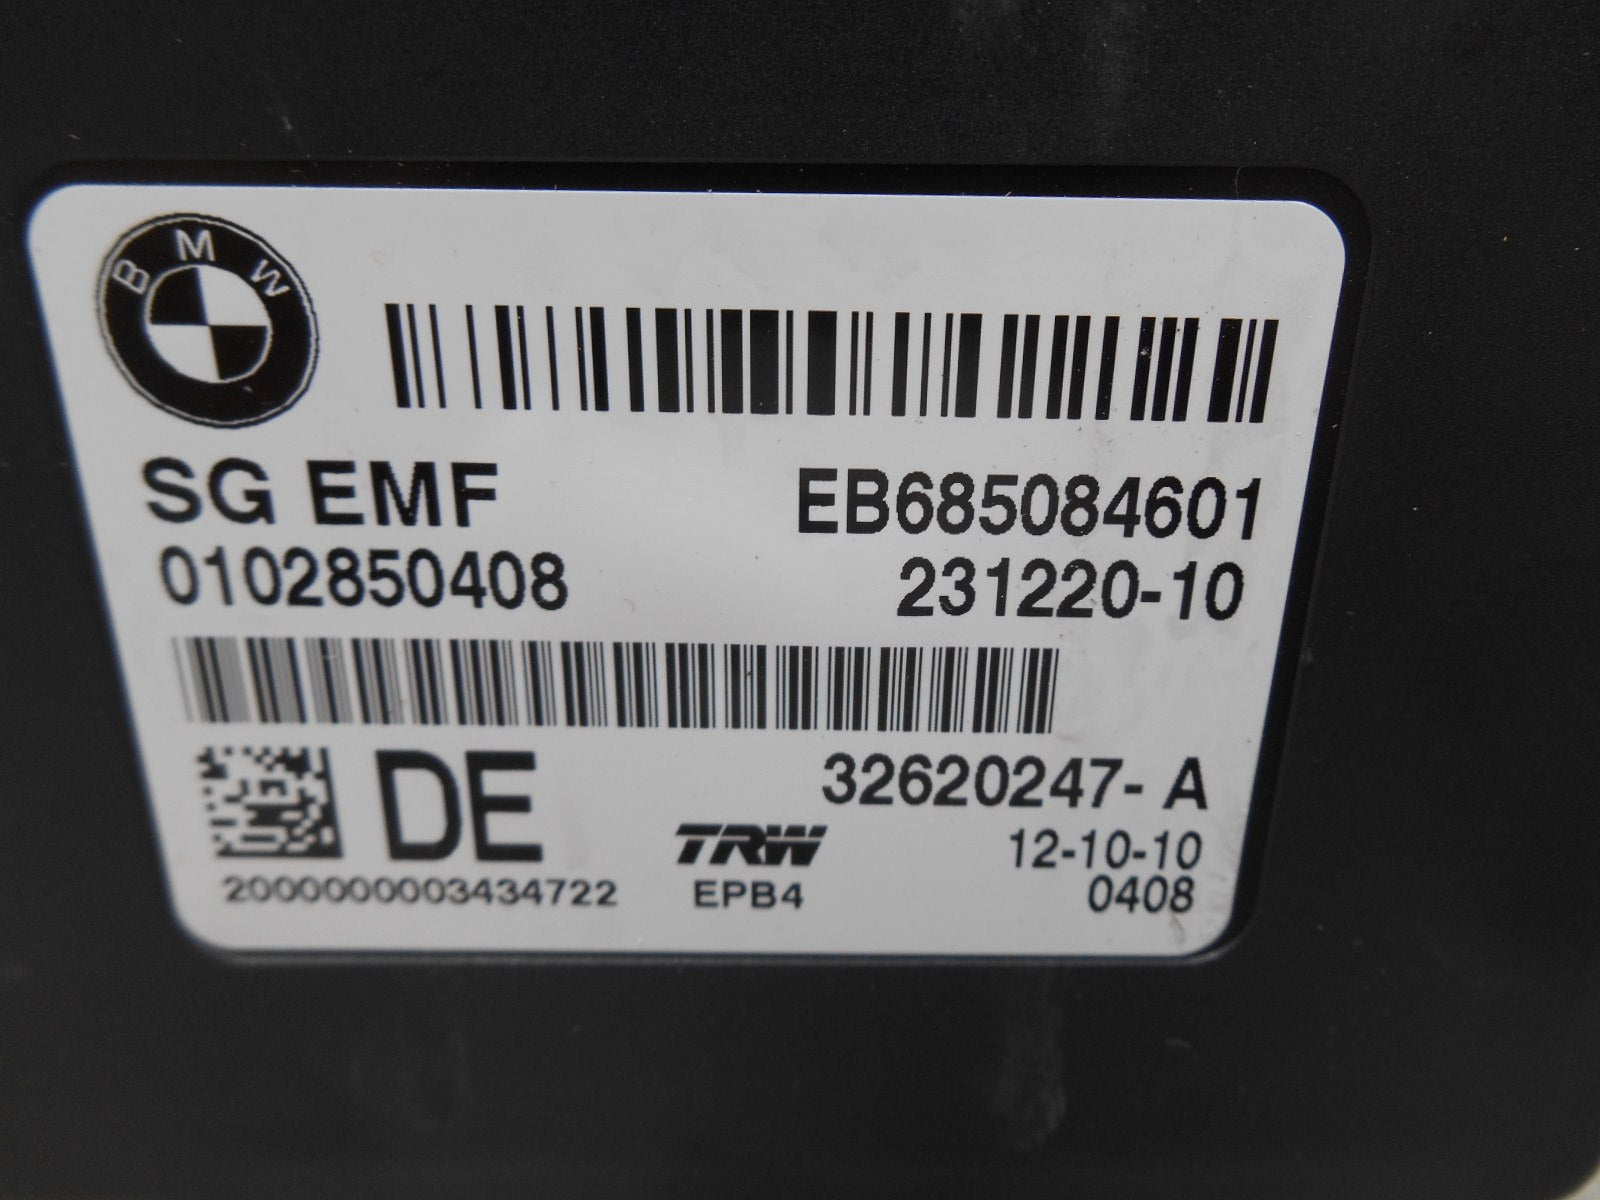 BMW
SG EMF EB685084601
0102850408 231220-10
DE 32620247- A
TRW 12-10-10
2000000003434722 EPB4 0408